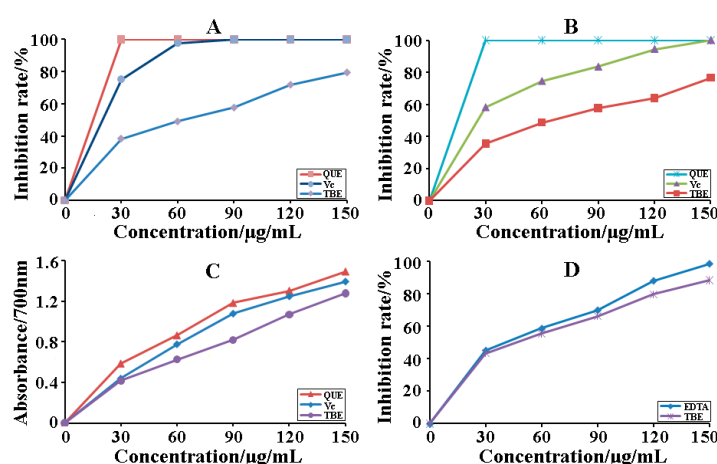 A
Inhibition rate/%
100
80
60
40
20
0
QUE
Vc
TBE
0 30 60 90 120 150
Concentration/μg/mL
B
Inhibition rate/%
100
80
60
40
20
0
QUE
Vc
TBE
0 30 60 90 120 150
Concentration/μg/mL
C
Absorbance/700nm
1.6
1.2
0.8
0.4
0
QUE
Vc
TBE
0 30 60 90 120 150
Concentration/μg/mL
D
Inhibition rate/%
100
80
60
40
20
0
EDTA
TBE
0 30 60 90 120 150
Concentration/μg/mL